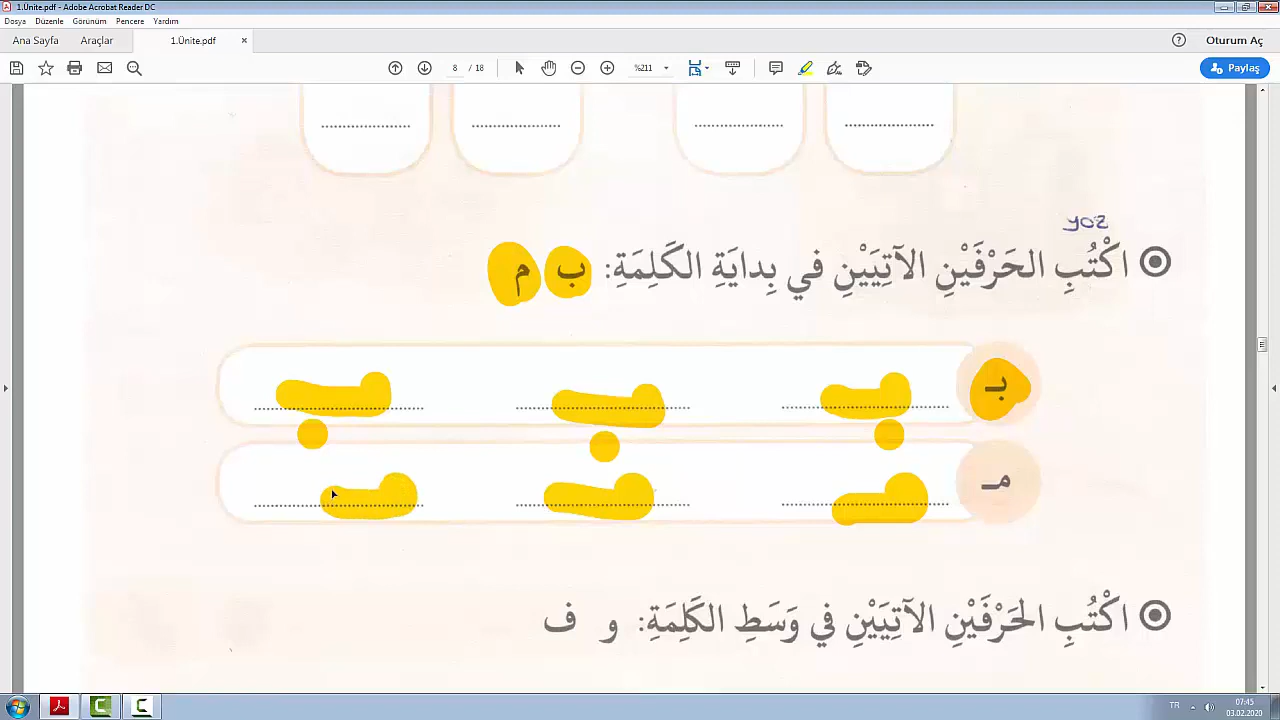 1.Ünite.pdf - Adobe Acrobat Reader DC
Dosya Düzenle Görünüm Pencere Yardım
Ana Sayfa Araçlar 1.Ünite.pdf × Oturum Aç
8 / 18 %211 Paylaş
yaz
اكْتُبِ الحَرْفَيْنِ الآتِيَيْنِ في بِدايَةِ الكَلِمَةِ: ب م
بـ
مـ
اكْتُبِ الحَرْفَيْنِ الآتِيَيْنِ في وَسَطِ الكَلِمَةِ: و ف
TR 07:45
03.02.2020